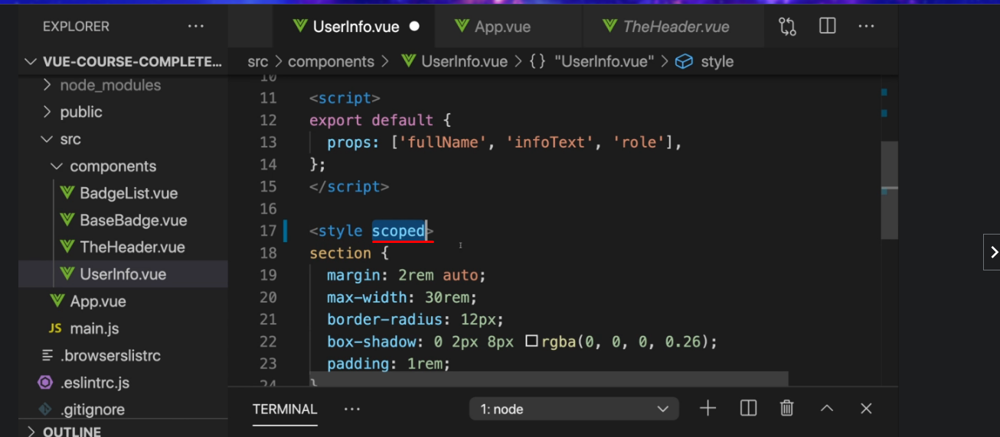 EXPLORER ...
VUE-COURSE-COMPLETE...
node_modules
public
src
components
BadgeList.vue
BaseBadge.vue
TheHeader.vue
UserInfo.vue
App.vue
JS main.js
.browserslistrc
.eslintrc.js
.gitignore
OUTLINE
UserInfo.vue App.vue TheHeader.vue ...
src > components > UserInfo.vue > {} "UserInfo.vue" > style
10
11 <script>
12 export default {
13 props: ['fullName', 'infoText', 'role'],
14 };
15 </script>
16
17 <style scoped>
18 section {
19 margin: 2rem auto;
20 max-width: 30rem;
21 border-radius: 12px;
22 box-shadow: 0 2px 8px rgba(0, 0, 0, 0.26);
23 padding: 1rem;
24 }
TERMINAL ... 1: node